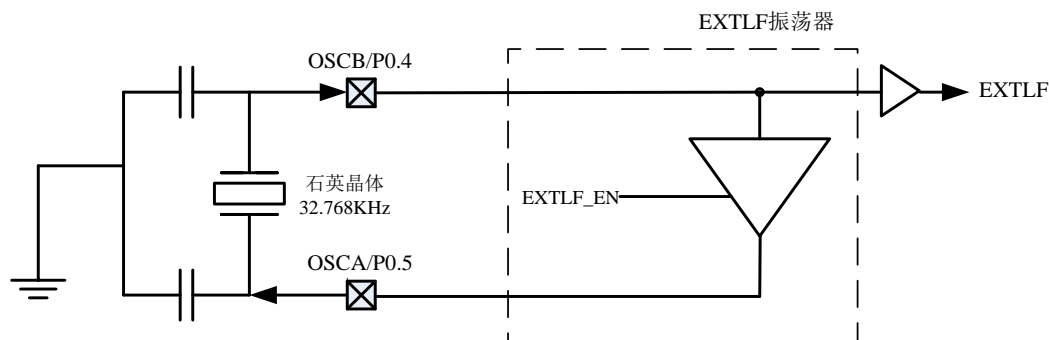 EXTLF振荡器
OSCB/P0.4
EXTLF
石英晶体
32.768KHz
EXTLF_EN
OSCA/P0.5